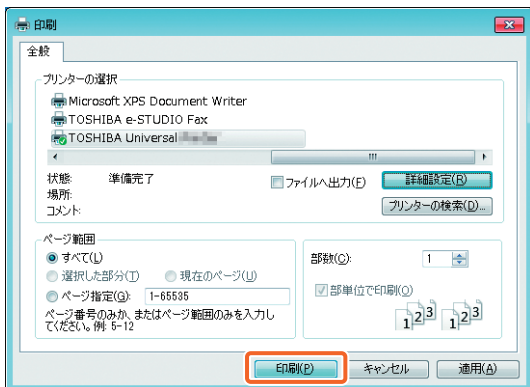 印刷
全般
プリンターの選択
Microsoft XPS Document Writer
TOSHIBA e-STUDIO Fax
TOSHIBA Universal
状態: 準備完了
場所:
コメント:
ファイルへ出力(F)
詳細設定(R)
プリンターの検索(D)...
ページ範囲
すべて(L)
選択した部分(T) 現在のページ(U)
ページ指定(G): 1-65535
ページ番号のみか、またはページ範囲のみを入力し
てください。例: 5-12
部数(C): 1
部単位で印刷(O)
1 2 3 1 2 3
印刷(P) キャンセル 適用(A)